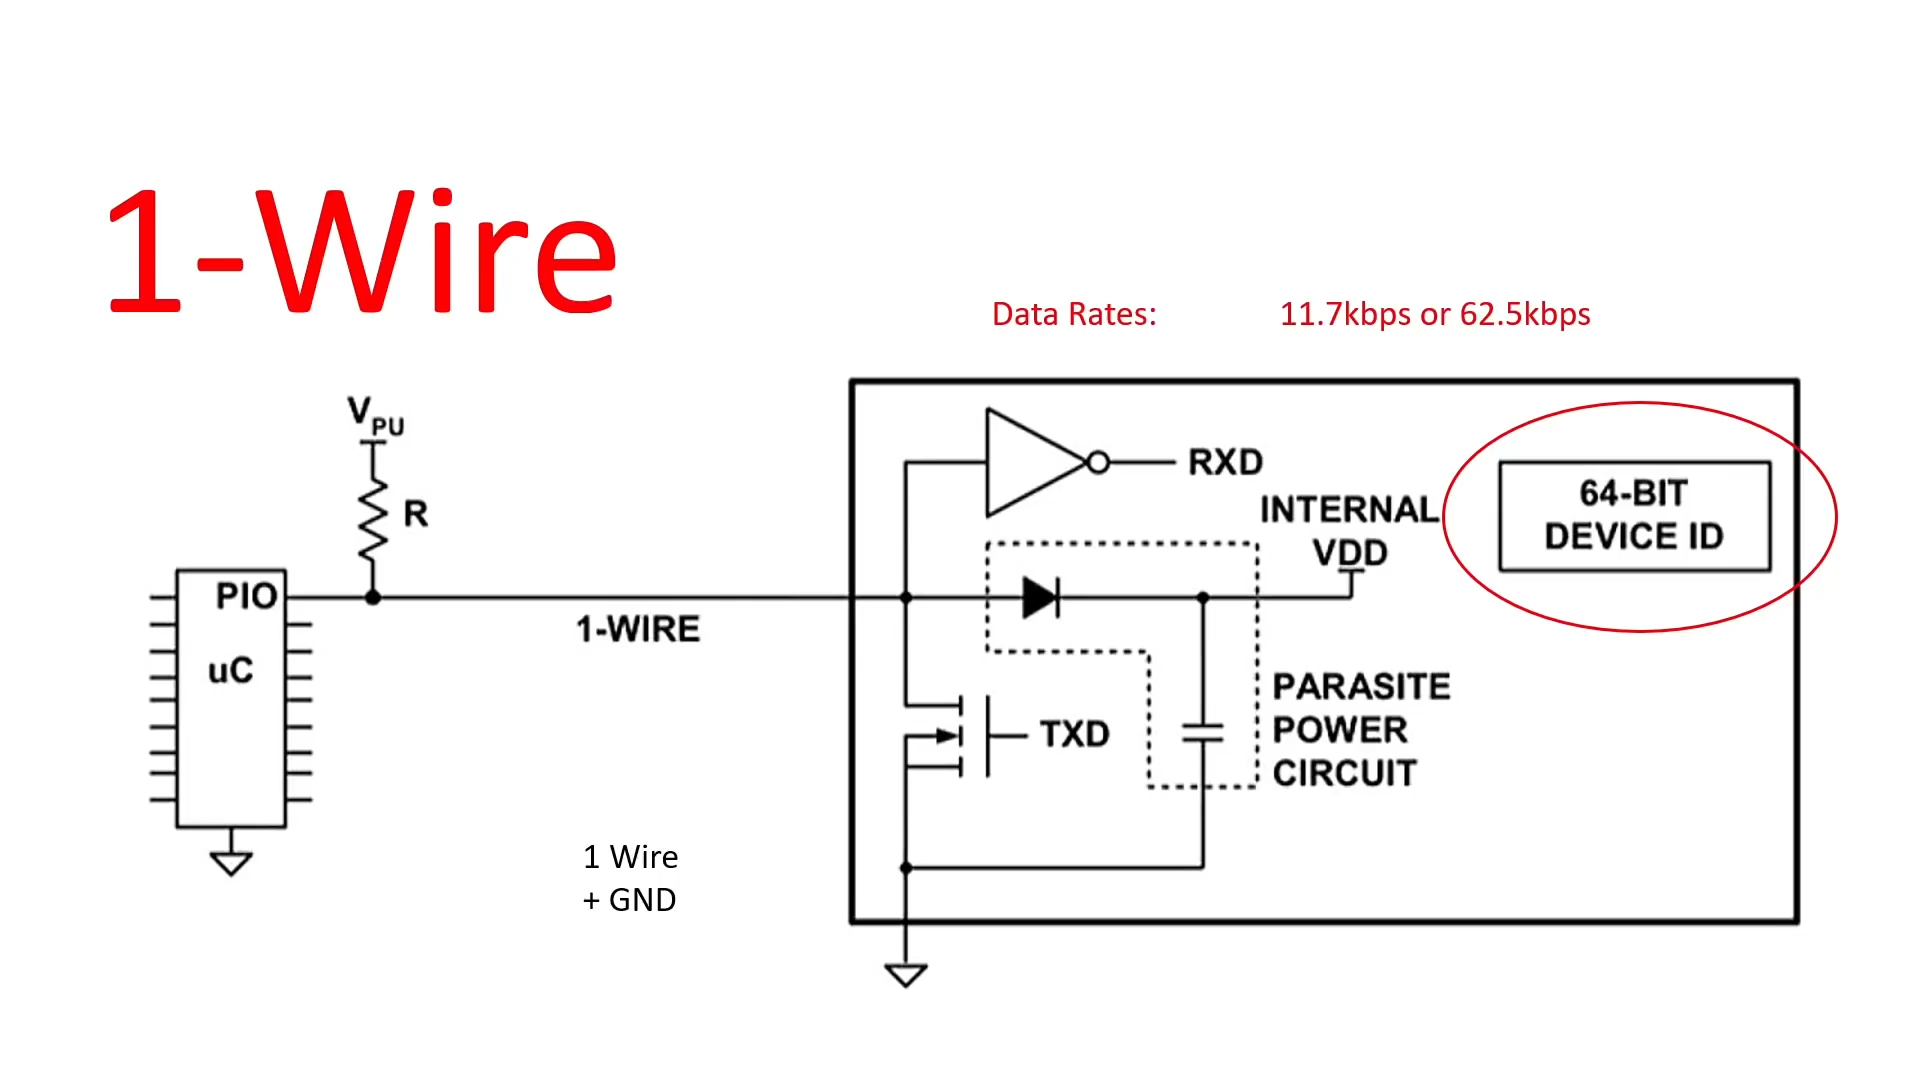 1-Wire
Data Rates: 11.7kbps or 62.5kbps
VPU
R
PIO
uC
1-WIRE
1 Wire
+ GND
RXD
INTERNAL
VDD
64-BIT
DEVICE ID
TXD
PARASITE
POWER
CIRCUIT